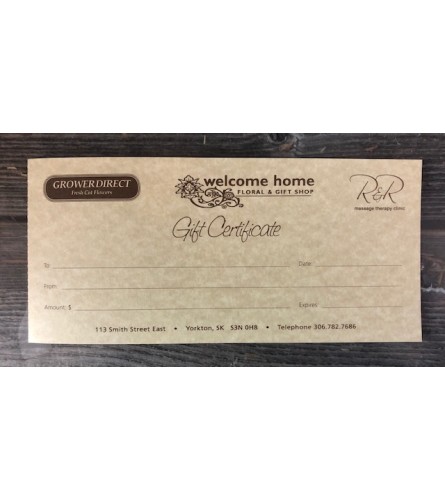 GROWER DIRECT
Fresh Cut Flowers
welcome home
FLORAL & GIFT SHOP
R&R
massage therapy clinic
Gift Certificate
To
Date
From
Amount $
Expires
113 Smith Street East • Yorkton, SK S3N 0H8 • Telephone 306.782.7686